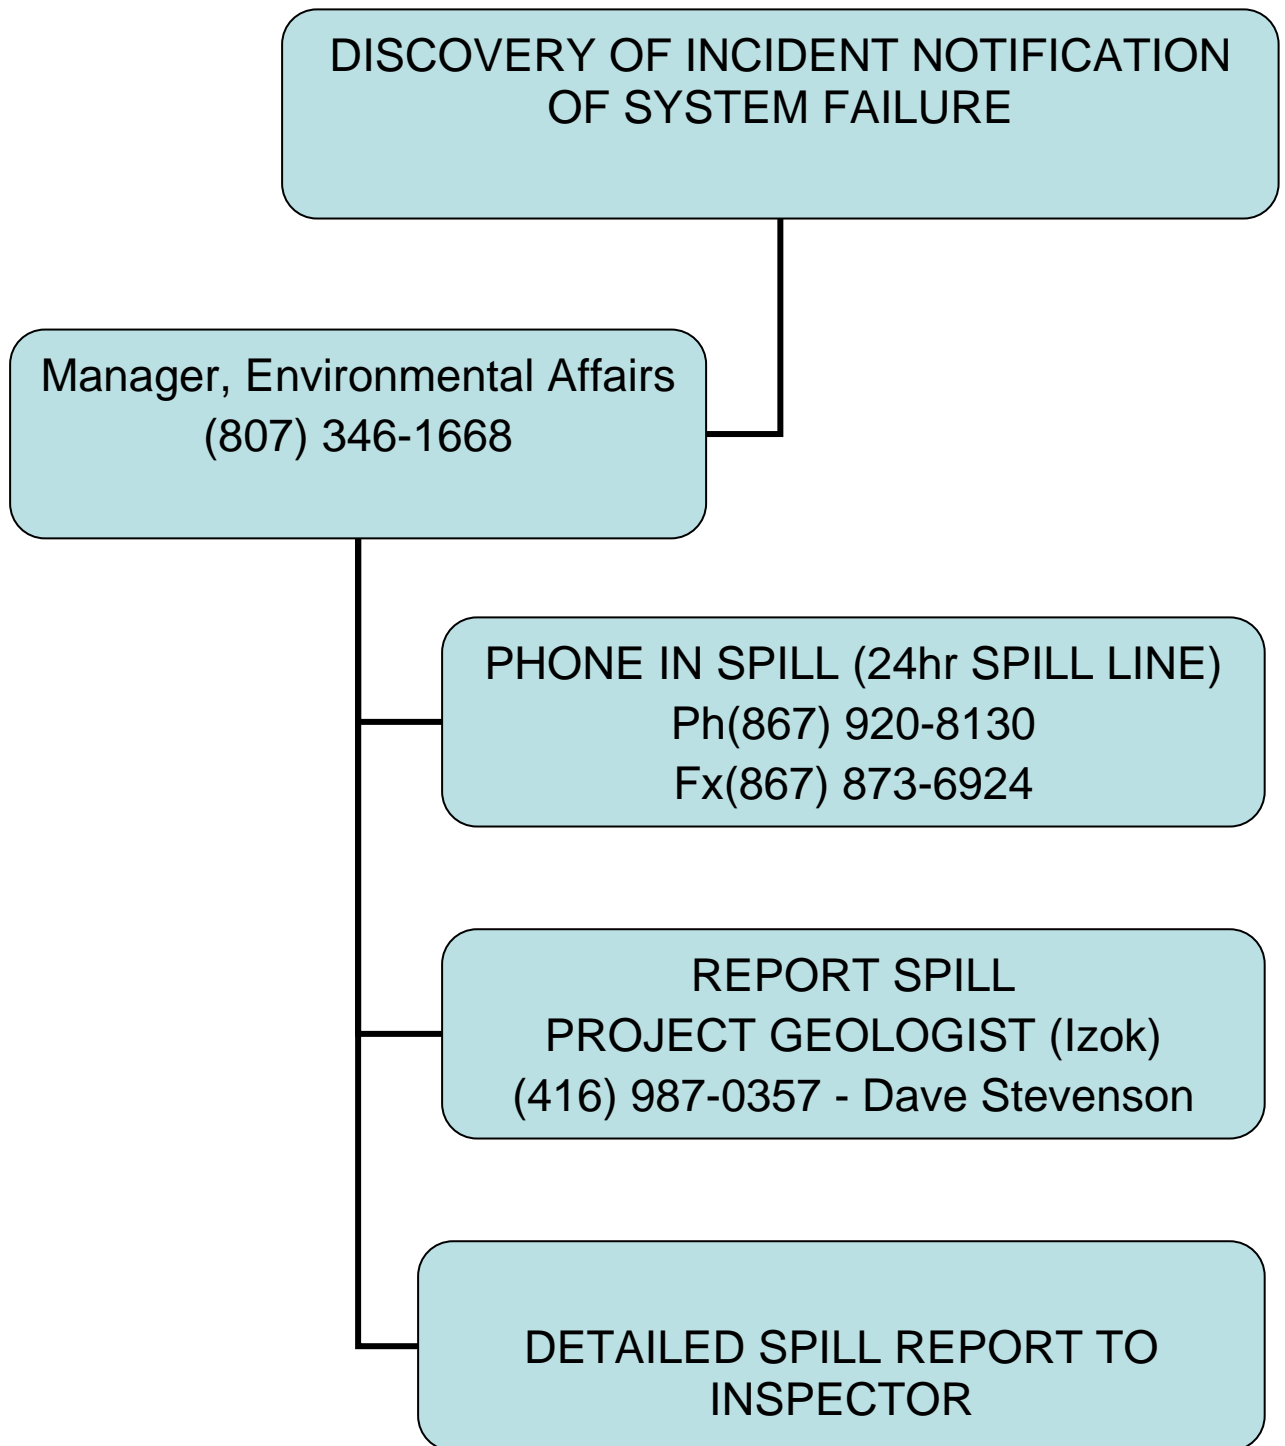 DISCOVERY OF INCIDENT NOTIFICATION
OF SYSTEM FAILURE
Manager, Environmental Affairs
(807) 346-1668
PHONE IN SPILL (24hr SPILL LINE)
Ph(867) 920-8130
Fx(867) 873-6924
REPORT SPILL
PROJECT GEOLOGIST (Izok)
(416) 987-0357 - Dave Stevenson
DETAILED SPILL REPORT TO
INSPECTOR